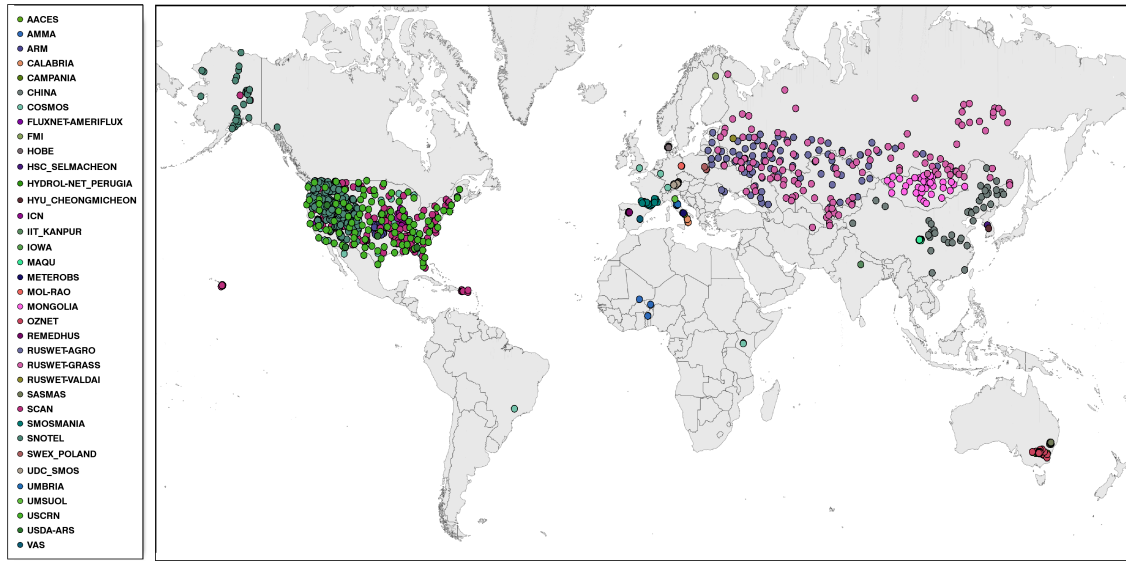 AACES
AMMA
ARM
CALABRIA
CAMPANIA
CHINA
COSMOS
FLUXNET-AMERIFLUX
FMI
HOBE
HSC_SELMACHEON
HYDROL-NET_PERUGIA
HYU_CHEONGMICHEON
ICN
IIT_KANPUR
IOWA
MAQU
METEROBS
MOL-RAO
MONGOLIA
OZNET
REMEDHUS
RUSWET-AGRO
RUSWET-GRASS
RUSWET-VALDAI
SASMAS
SCAN
SMOSMANIA
SNOTEL
SWEX_POLAND
UDC_SMOS
UMBRIA
UMSUOL
USCRN
USDA-ARS
VAS